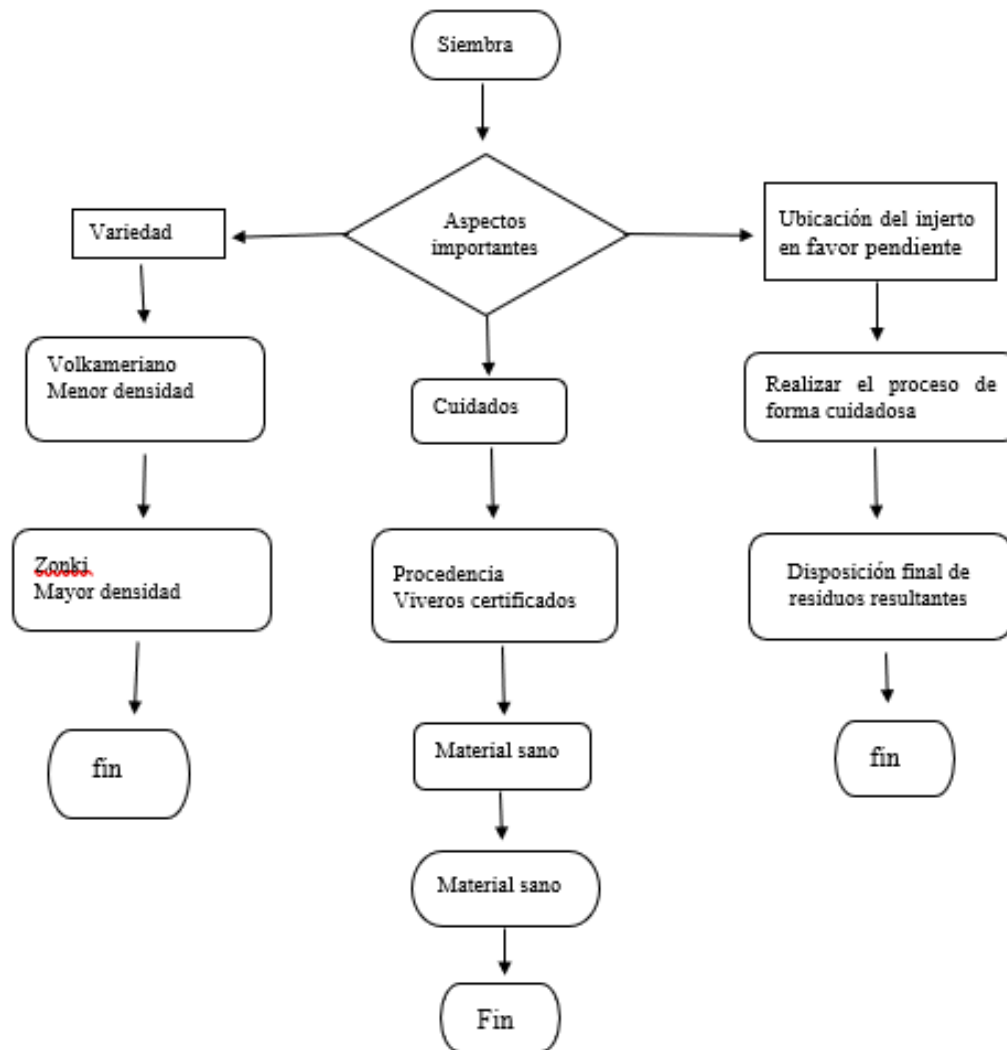 Siembra
Aspectos
importantes
Variedad
Ubicación del injerto
en favor pendiente
Volkameriano
Menor densidad
Cuidados
Realizar el proceso de
forma cuidadosa
Zonki
Mayor densidad
Procedencia
Viveros certificados
Disposición final de
residuos resultantes
fin
Material sano
fin
Material sano
Fin